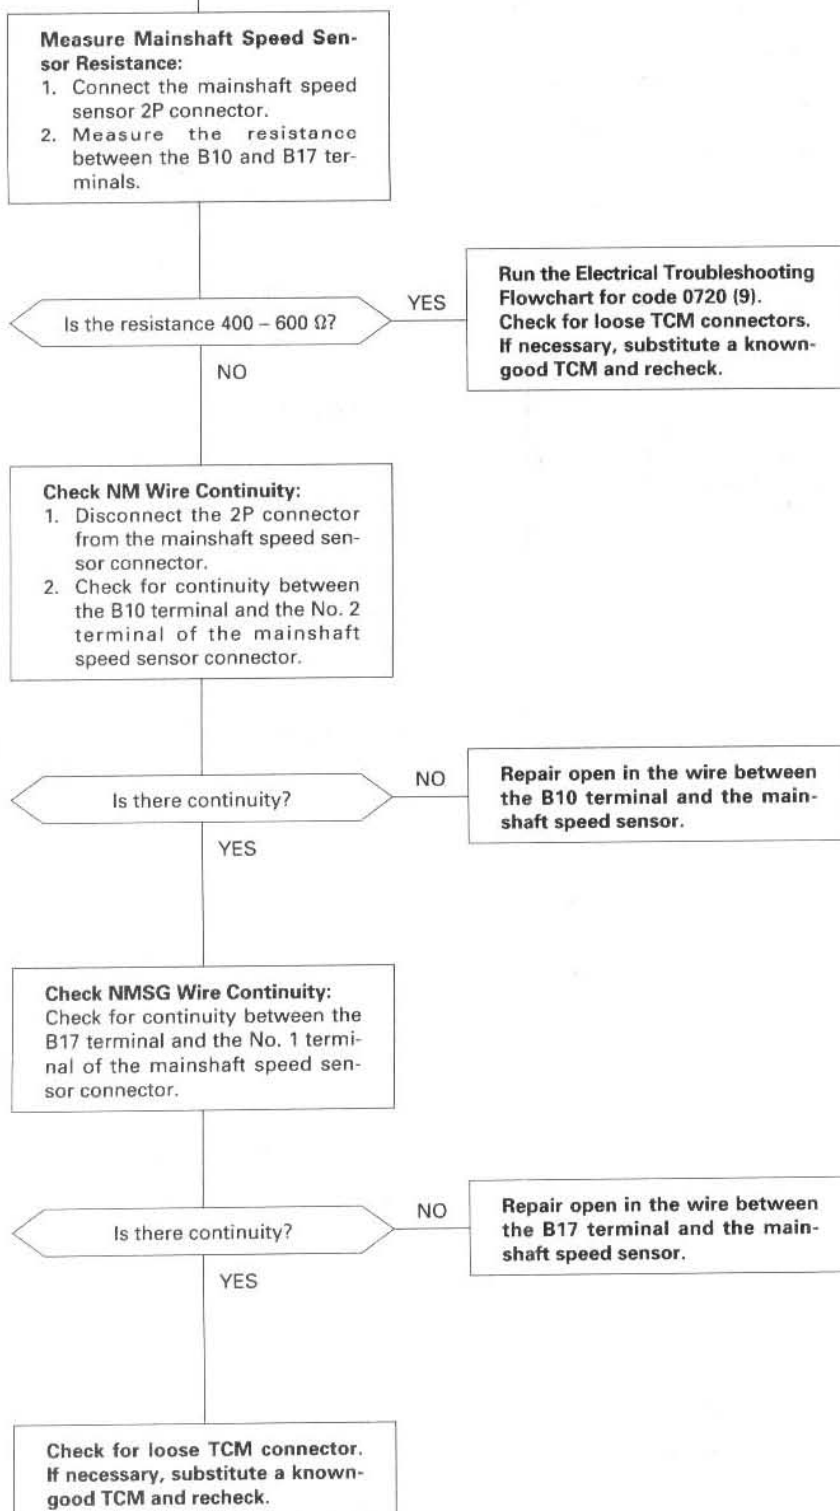 Measure Mainshaft Speed Sen-
sor Resistance:
1. Connect the mainshaft speed
sensor 2P connector.
2. Measure the resistance
between the B10 and B17 ter-
minals.
Is the resistance 400 – 600 Ω?
YES
Run the Electrical Troubleshooting
Flowchart for code 0720 (9).
Check for loose TCM connectors.
If necessary, substitute a known-
good TCM and recheck.
NO
Check NM Wire Continuity:
1. Disconnect the 2P connector
from the mainshaft speed sen-
sor connector.
2. Check for continuity between
the B10 terminal and the No. 2
terminal of the mainshaft
speed sensor connector.
Is there continuity?
NO
Repair open in the wire between
the B10 terminal and the main-
shaft speed sensor.
YES
Check NMSG Wire Continuity:
Check for continuity between the
B17 terminal and the No. 1 termi-
nal of the mainshaft speed sen-
sor connector.
Is there continuity?
NO
Repair open in the wire between
the B17 terminal and the main-
shaft speed sensor.
YES
Check for loose TCM connector.
If necessary, substitute a known-
good TCM and recheck.